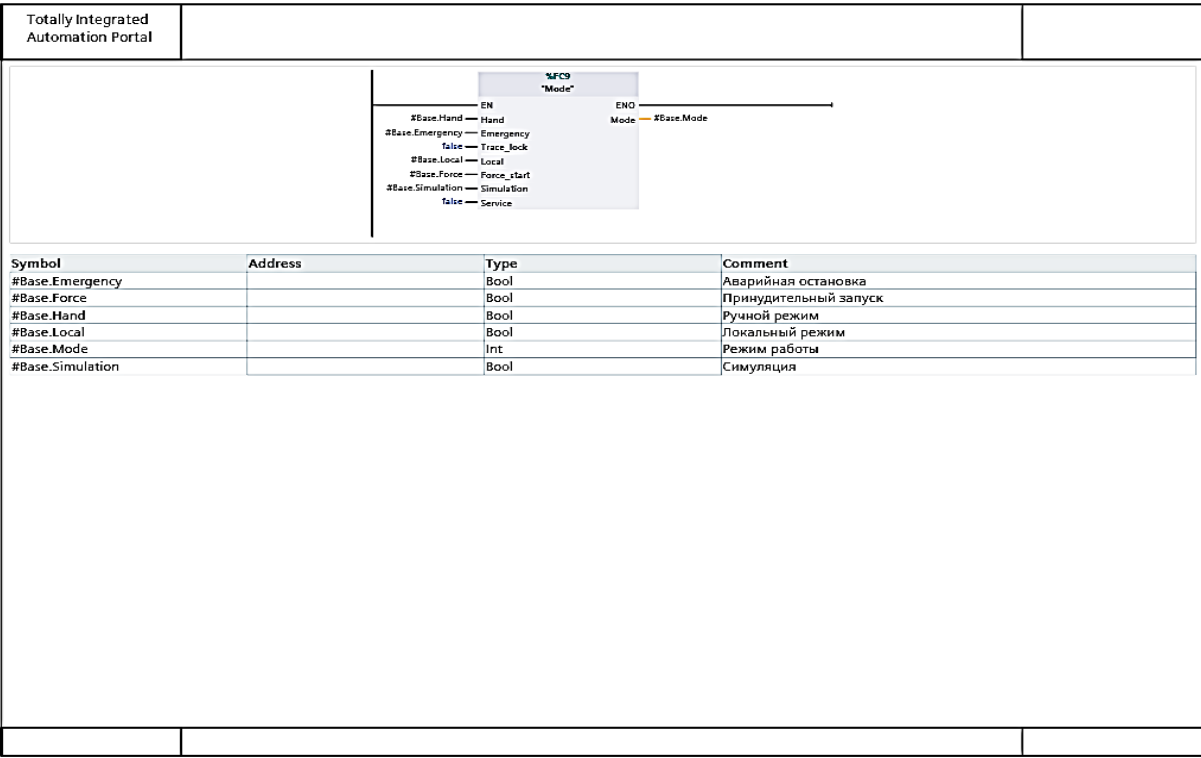 Totally Integrated
Automation Portal
%FC9
"Mode"
EN ENO
#Base.Hand Hand Mode #Base.Mode
#Base.Emergency Emergency
false Trace_lock
#Base.Local Local
#Base.Force Force_start
#Base.Simulation Simulation
false Service
Symbol Address Type Comment
#Base.Emergency Bool Аварийная остановка
#Base.Force Bool Принудительный запуск
#Base.Hand Bool Ручной режим
#Base.Local Bool Локальный режим
#Base.Mode Int Режим работы
#Base.Simulation Bool Симуляция